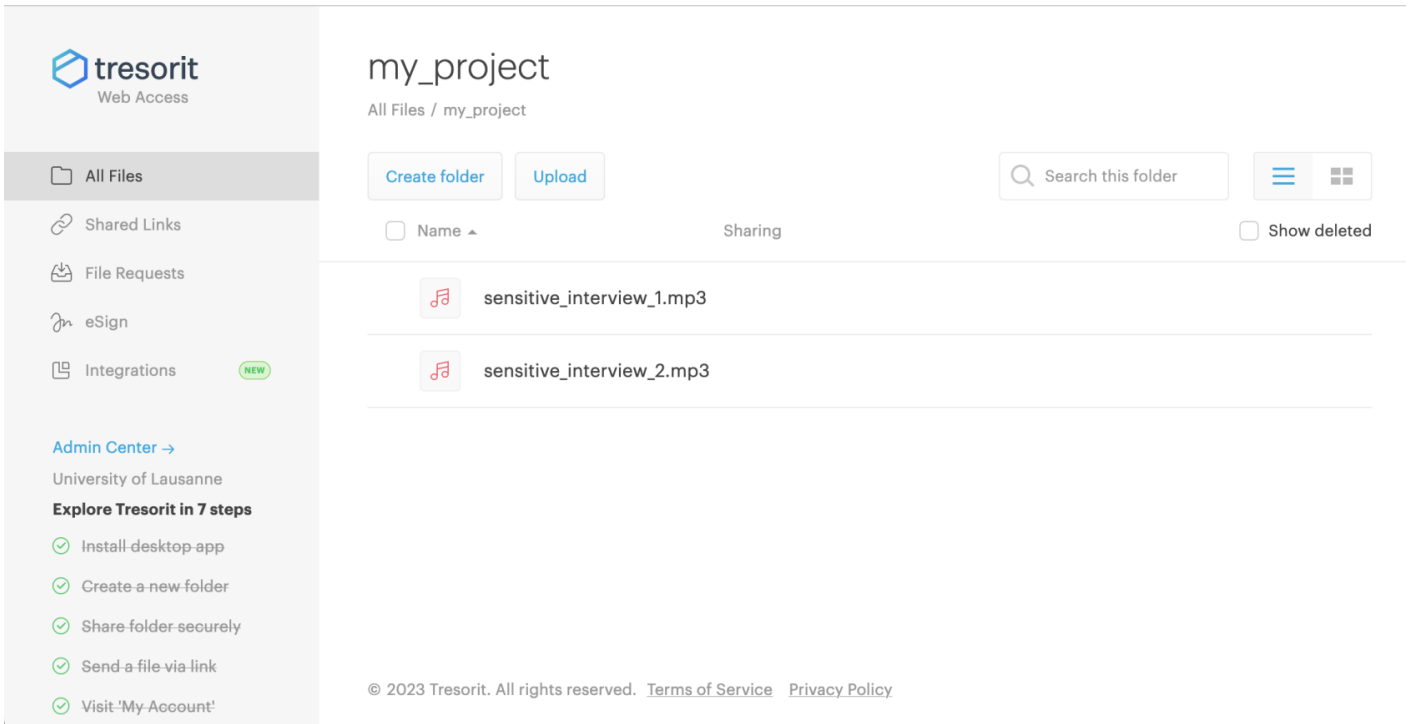 tresorit
Web Access
All Files
Shared Links
File Requests
eSign
Integrations NEW
Admin Center →
University of Lausanne
Explore Tresorit in 7 steps
Install desktop app
Create a new folder
Share folder securely
Send a file via link
Visit 'My Account'
my_project
All Files / my_project
Create folder Upload Search this folder
Name Sharing Show deleted
sensitive_interview_1.mp3
sensitive_interview_2.mp3
© 2023 Tresorit. All rights reserved. Terms of Service Privacy Policy